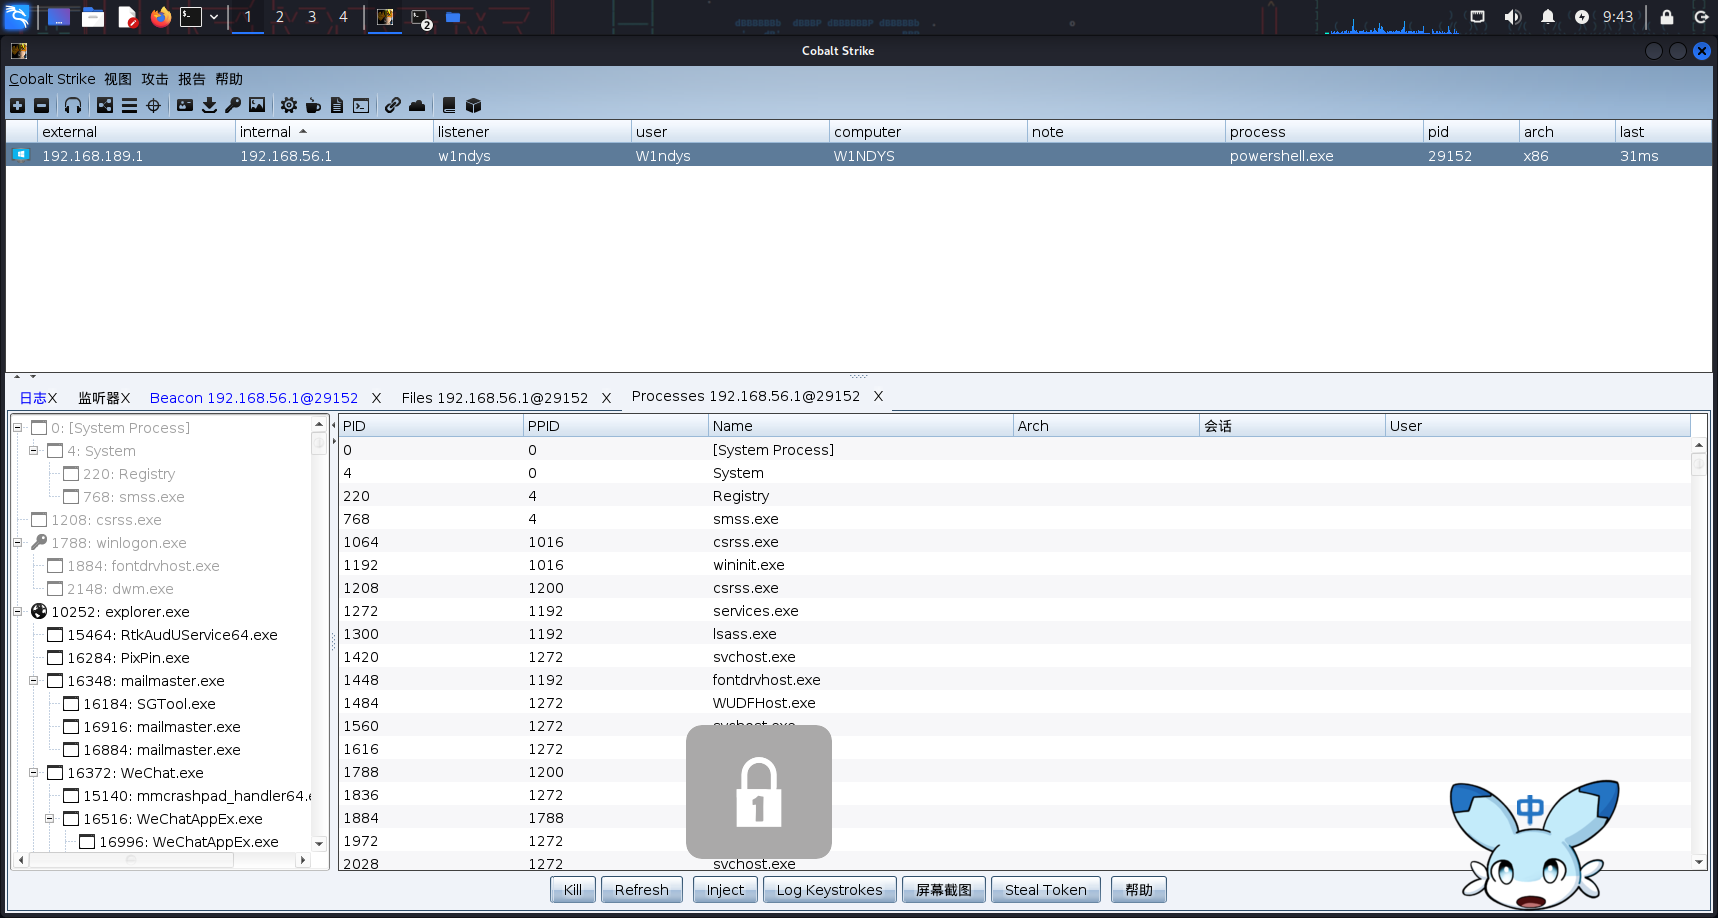 1 2 3 4 2 9:43
Cobalt Strike
Cobalt Strike 视图 攻击 报告 帮助
external internal listener user computer note process pid arch last
192.168.189.1 192.168.56.1 w1ndys W1ndys W1NDYS powershell.exe 29152 x86 31ms
日志X 监听器X Beacon 192.168.56.1@29152 X Files 192.168.56.1@29152 X Processes 192.168.56.1@29152 X
0: [System Process]
4: System
220: Registry
768: smss.exe
1208: csrss.exe
1788: winlogon.exe
1884: fontdrvhost.exe
2148: dwm.exe
10252: explorer.exe
15464: RtkAudUService64.exe
16284: PixPin.exe
16348: mailmaster.exe
16184: SGTool.exe
16916: mailmaster.exe
16884: mailmaster.exe
16372: WeChat.exe
15140: mmcrashpad_handler64.e
16516: WeChatAppEx.exe
16996: WeChatAppEx.exe
PID PPID Name Arch 会话 User
0 0 [System Process]
4 0 System
220 4 Registry
768 4 smss.exe
1064 1016 csrss.exe
1192 1016 wininit.exe
1208 1200 csrss.exe
1272 1192 services.exe
1300 1192 lsass.exe
1420 1272 svchost.exe
1448 1192 fontdrvhost.exe
1484 1272 WUDFHost.exe
1560 1272 svchost.exe
1616 1272
1788 1200
1836 1272
1884 1788
1972 1272
2028 1272 svchost.exe
1
中
Kill Refresh Inject Log Keystrokes 屏幕截图 Steal Token 帮助